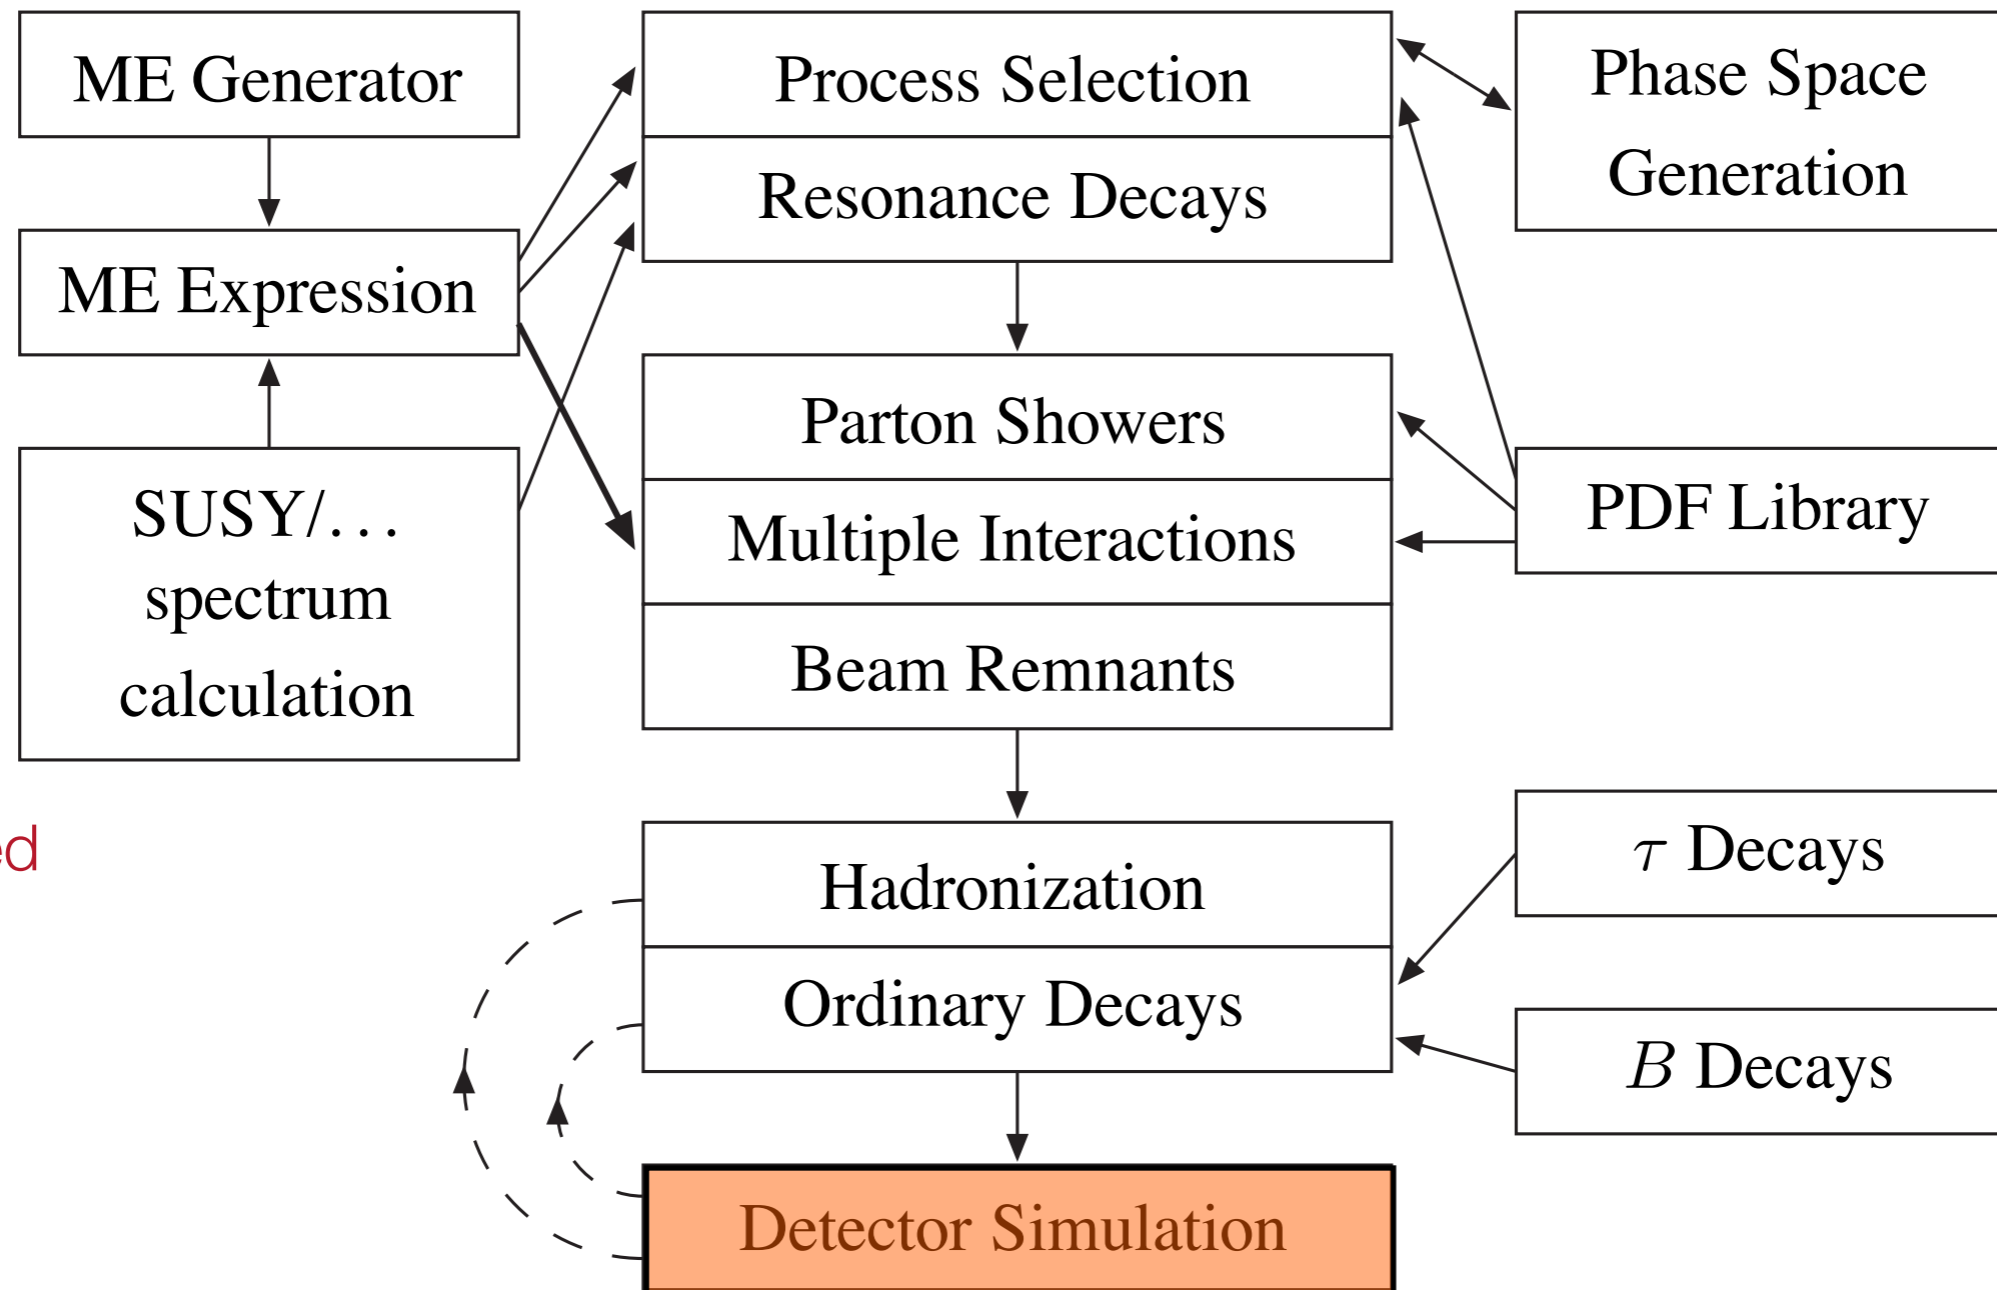 ME Generator
ME Expression
SUSY/…
spectrum
calculation
ed
Process Selection
Resonance Decays
Parton Showers
Multiple Interactions
Beam Remnants
Hadronization
Ordinary Decays
Detector Simulation
Phase Space
Generation
PDF Library
τ Decays
B Decays